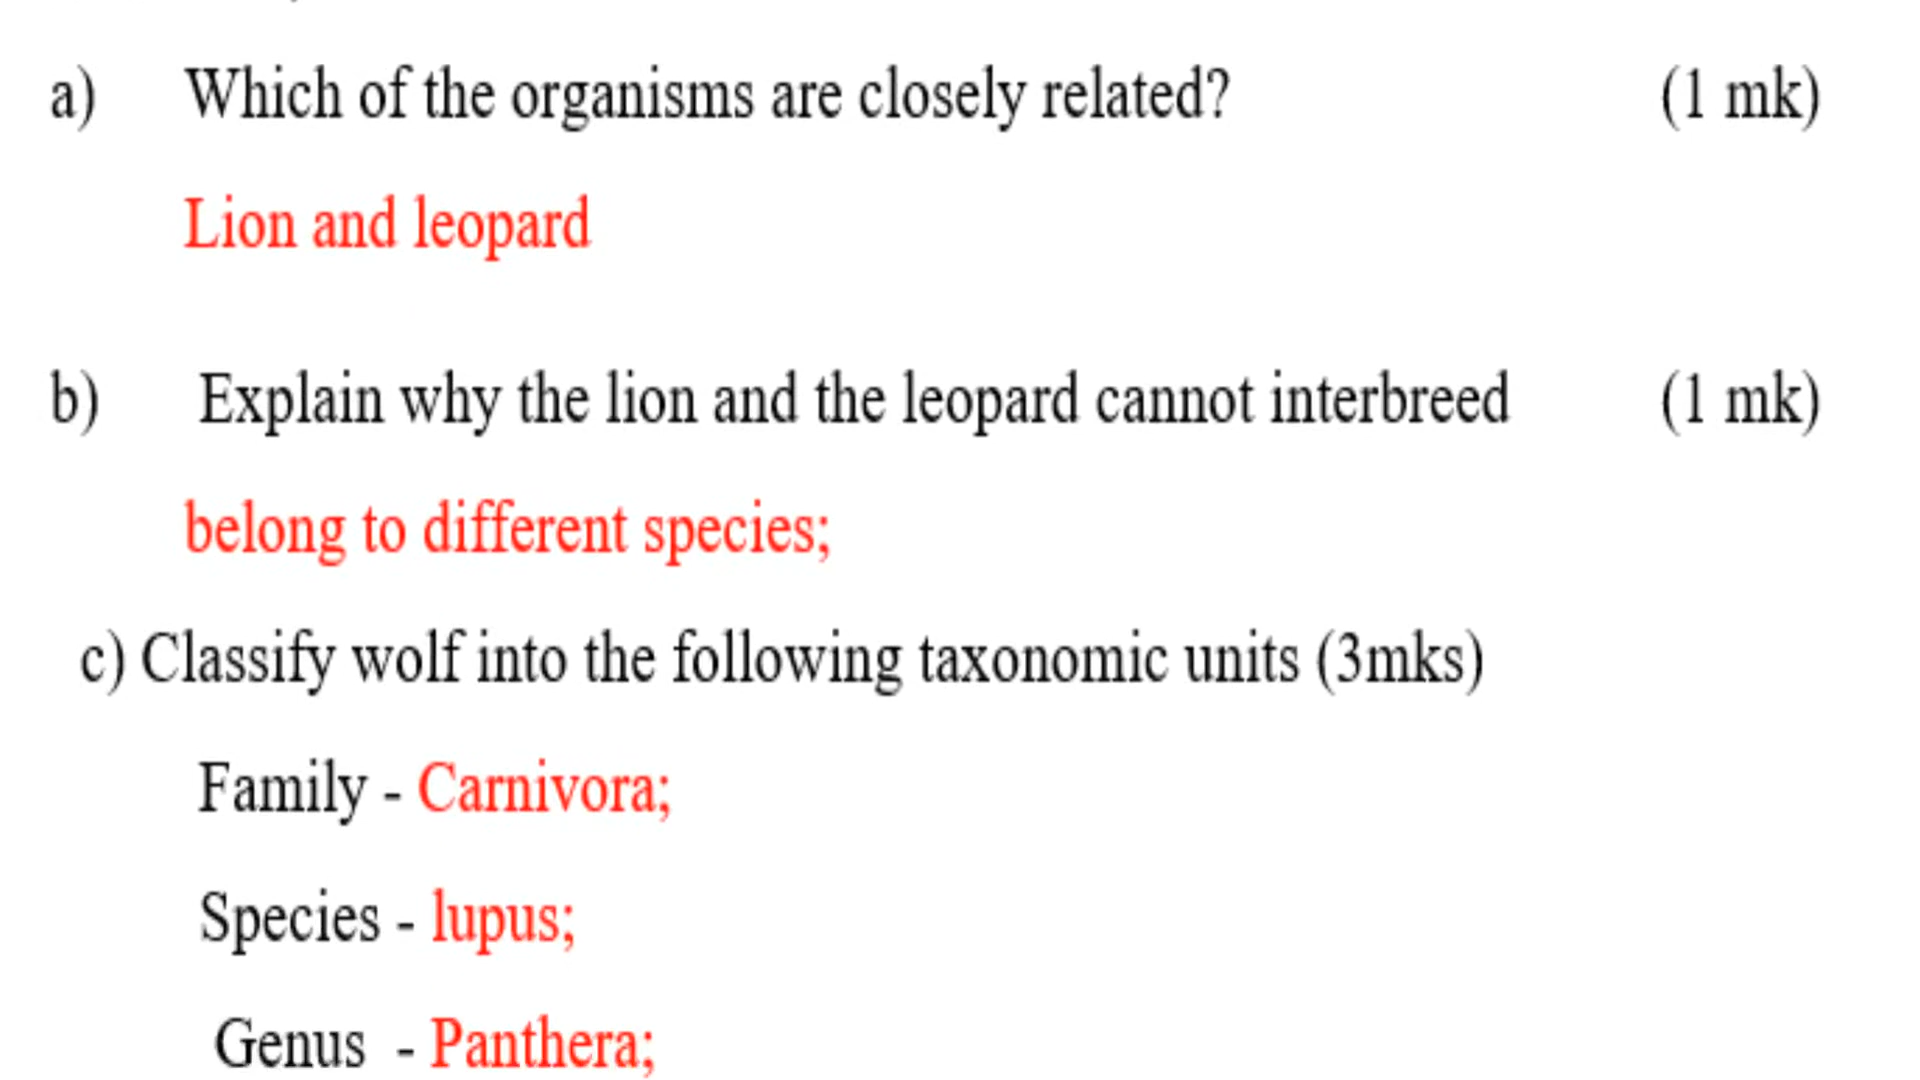 a) Which of the organisms are closely related? (1 mk)
Lion and leopard
b) Explain why the lion and the leopard cannot interbreed (1 mk)
belong to different species;
c) Classify wolf into the following taxonomic units (3mks)
Family - Carnivora;
Species - lupus;
Genus - Panthera;